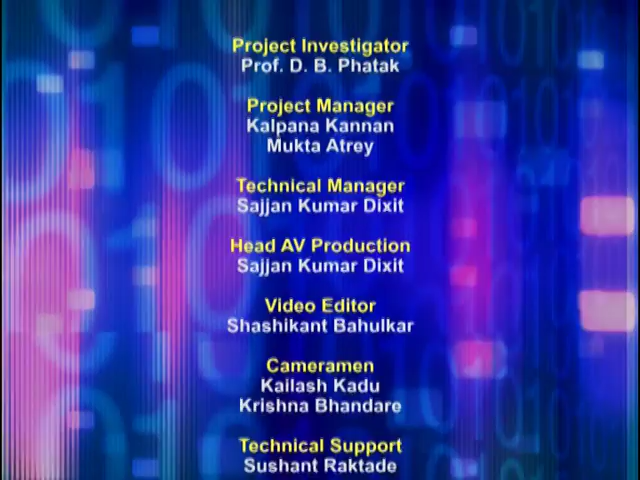 Project Investigator
Prof. D. B. Phatak
Project Manager
Kalpana Kannan
Mukta Atrey
Technical Manager
Sajjan Kumar Dixit
Head AV Production
Sajjan Kumar Dixit
Video Editor
Shashikant Bahulkar
Cameramen
Kailash Kadu
Krishna Bhandare
Technical Support
Sushant Raktade